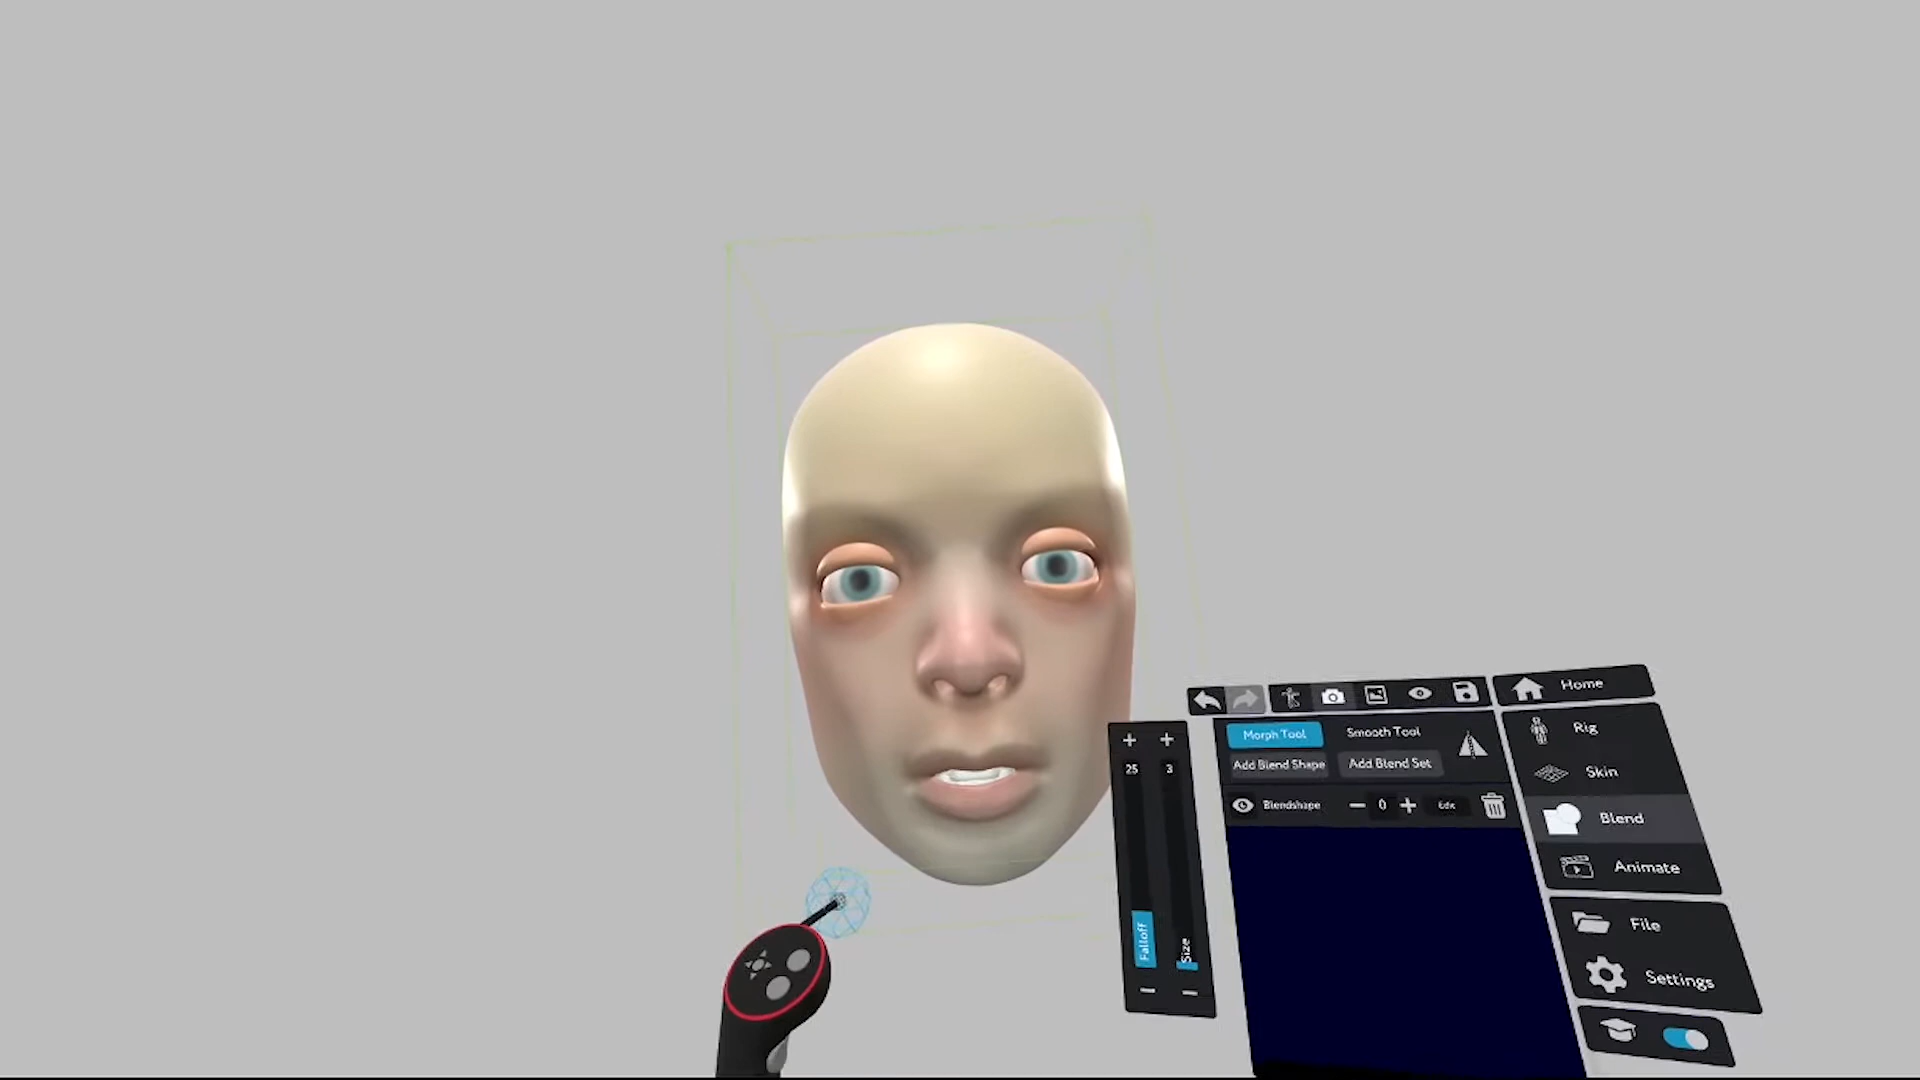 Home
Morph Tool Smooth Tool
Rig
Add Blend Shape Add Blend Set
Skin
25 3
Blendshape 0 Edit
Blend
Animate
File
Falloff Size
Settings